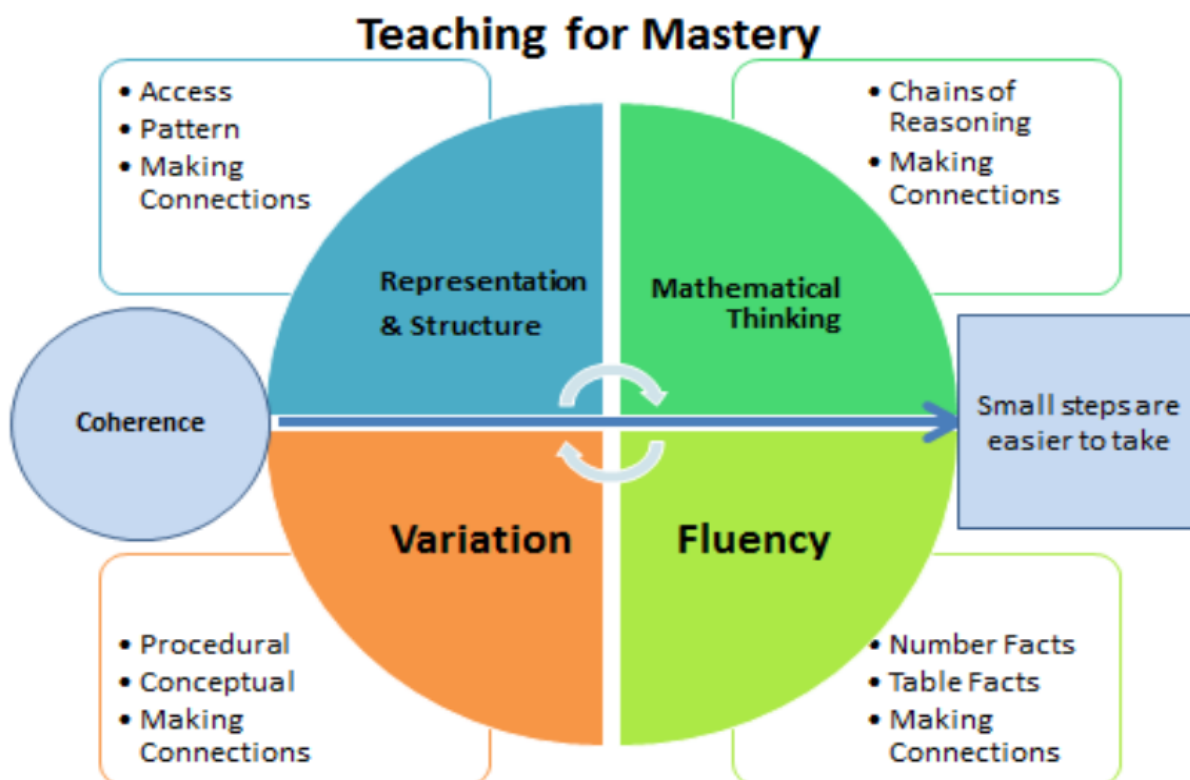 Teaching for Mastery
• Access
• Pattern
• Making
Connections
• Chains of
Reasoning
• Making
Connections
Representation
& Structure
Mathematical
Thinking
Coherence
Small steps are
easier to take
Variation
Fluency
• Procedural
• Conceptual
• Making
Connections
• Number Facts
• Table Facts
• Making
Connections